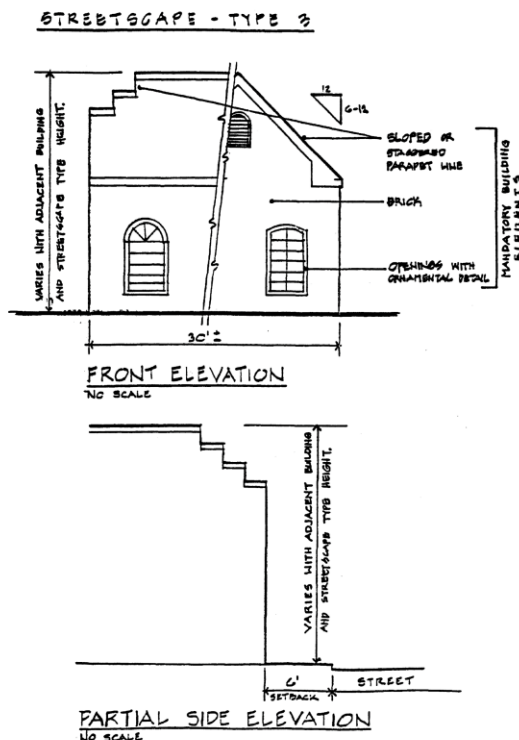 STREETSCAPE - TYPE 3
12
6-12
SLOPED OR
STAGGERED
PARAPET LINE
BRICK
OPENINGS WITH
ORNAMENTAL DETAIL
MANDATORY BUILDING
ELEMENTS
VARIES WITH ADJACENT BUILDING
AND STREETSCAPE TYPE HEIGHT.
30' ±
FRONT ELEVATION
NO SCALE
VARIES WITH ADJACENT BUILDING
AND STREETSCAPE TYPE HEIGHT.
6'
SETBACK
STREET
PARTIAL SIDE ELEVATION
NO SCALE